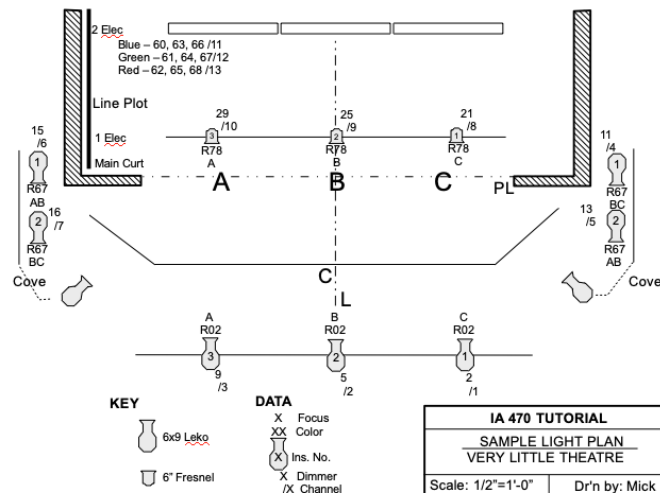 2 Elec
Blue – 60, 63, 66 /11
Green – 61, 64, 67/12
Red – 62, 65, 68 /13
Line Plot
29
/10
25
/9
21
/8
15
/6
1 Elec
3
2
1
11
/4
R78
R78
R78
Main Curt
A
B
C
1
1
A
B
C
PL
R67
R67
AB
BC
16
/7
13
/5
2
2
R67
R67
BC
AB
Cove
Cove
C
L
A
B
C
R02
R02
R02
3
2
1
9
/3
5
/2
2
/1
KEY
6x9 Leko
6" Fresnel
DATA
X Focus
XX Color
X Ins. No.
X Dimmer
/X Channel
IA 470 TUTORIAL
SAMPLE LIGHT PLAN
VERY LITTLE THEATRE
Scale: 1/2"=1'-0"
Dr'n by: Mick